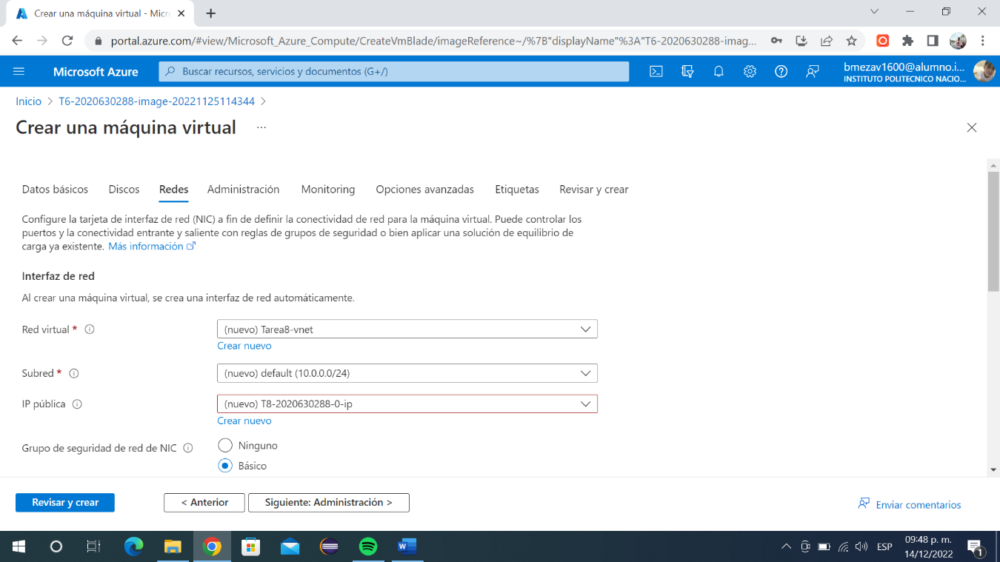 Crear una máquina virtual - Micr
portal.azure.com/#view/Microsoft_Azure_Compute/CreateVmBlade/imageReference~/%7B"displayName"%3A"T6-2020630288-imag...
Microsoft Azure
Buscar recursos, servicios y documentos (G+/)
bmezav1600@alumno.i...
INSTITUTO POLITECNICO NACIO...
Inicio > T6-2020630288-image-20221125114344 >
Crear una máquina virtual ...
Datos básicos Discos Redes Administración Monitoring Opciones avanzadas Etiquetas Revisar y crear
Configure la tarjeta de interfaz de red (NIC) a fin de definir la conectividad de red para la máquina virtual. Puede controlar los
puertos y la conectividad entrante y saliente con reglas de grupos de seguridad o bien aplicar una solución de equilibrio de
carga ya existente. Más información
Interfaz de red
Al crear una máquina virtual, se crea una interfaz de red automáticamente.
Red virtual * (nuevo) Tarea8-vnet
Crear nuevo
Subred * (nuevo) default (10.0.0.0/24)
IP pública (nuevo) T8-2020630288-0-ip
Crear nuevo
Grupo de seguridad de red de NIC Ninguno
Básico
Revisar y crear < Anterior Siguiente: Administración > Enviar comentarios
ESP 09:48 p. m.
14/12/2022
1